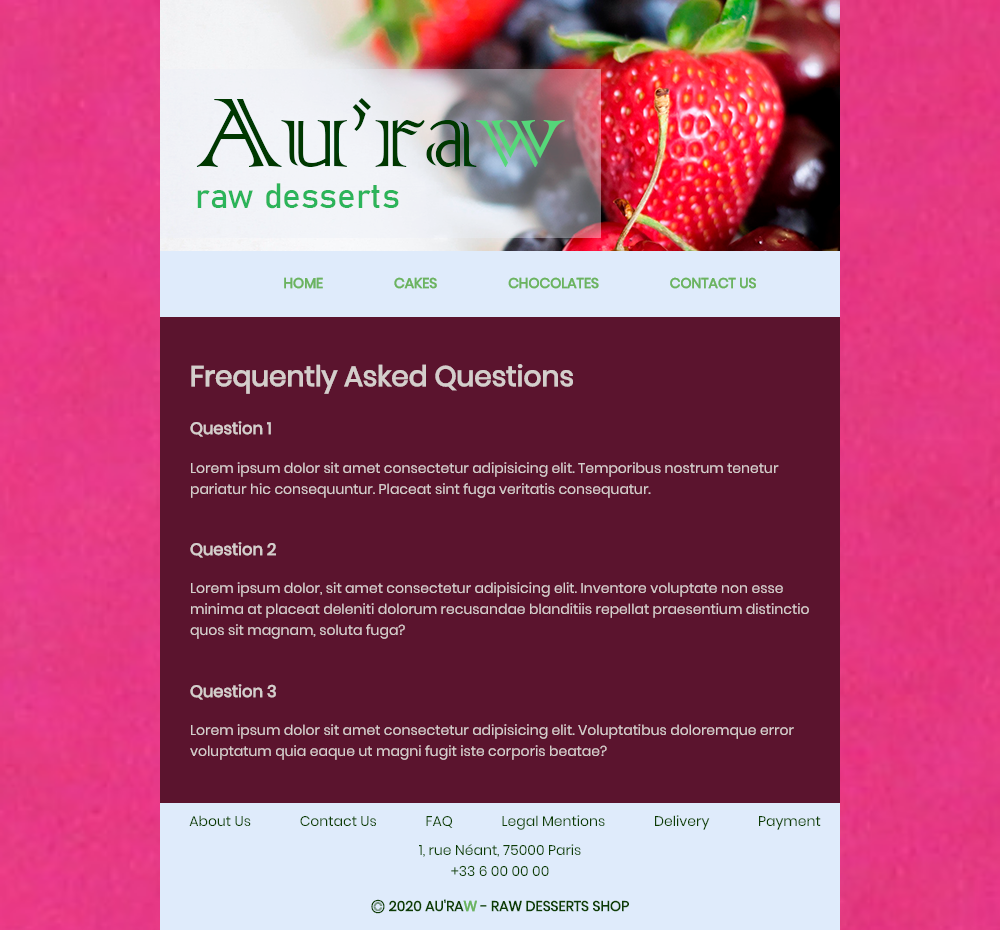 Au'raw
raw desserts
HOME CAKES CHOCOLATES CONTACT US
Frequently Asked Questions
Question 1
Lorem ipsum dolor sit amet consectetur adipisicing elit. Temporibus nostrum tenetur
pariatur hic consequuntur. Placeat sint fuga veritatis consequatur.
Question 2
Lorem ipsum dolor, sit amet consectetur adipisicing elit. Inventore voluptate non esse
minima at placeat deleniti dolorum recusandae blanditiis repellat praesentium distinctio
quos sit magnam, soluta fuga?
Question 3
Lorem ipsum dolor sit amet consectetur adipisicing elit. Voluptatibus doloremque error
voluptatum quia eaque ut magni fugit iste corporis beatae?
About Us Contact Us FAQ Legal Mentions Delivery Payment
1, rue Néant, 75000 Paris
+33 6 00 00 00
© 2020 AU'RAW - RAW DESSERTS SHOP